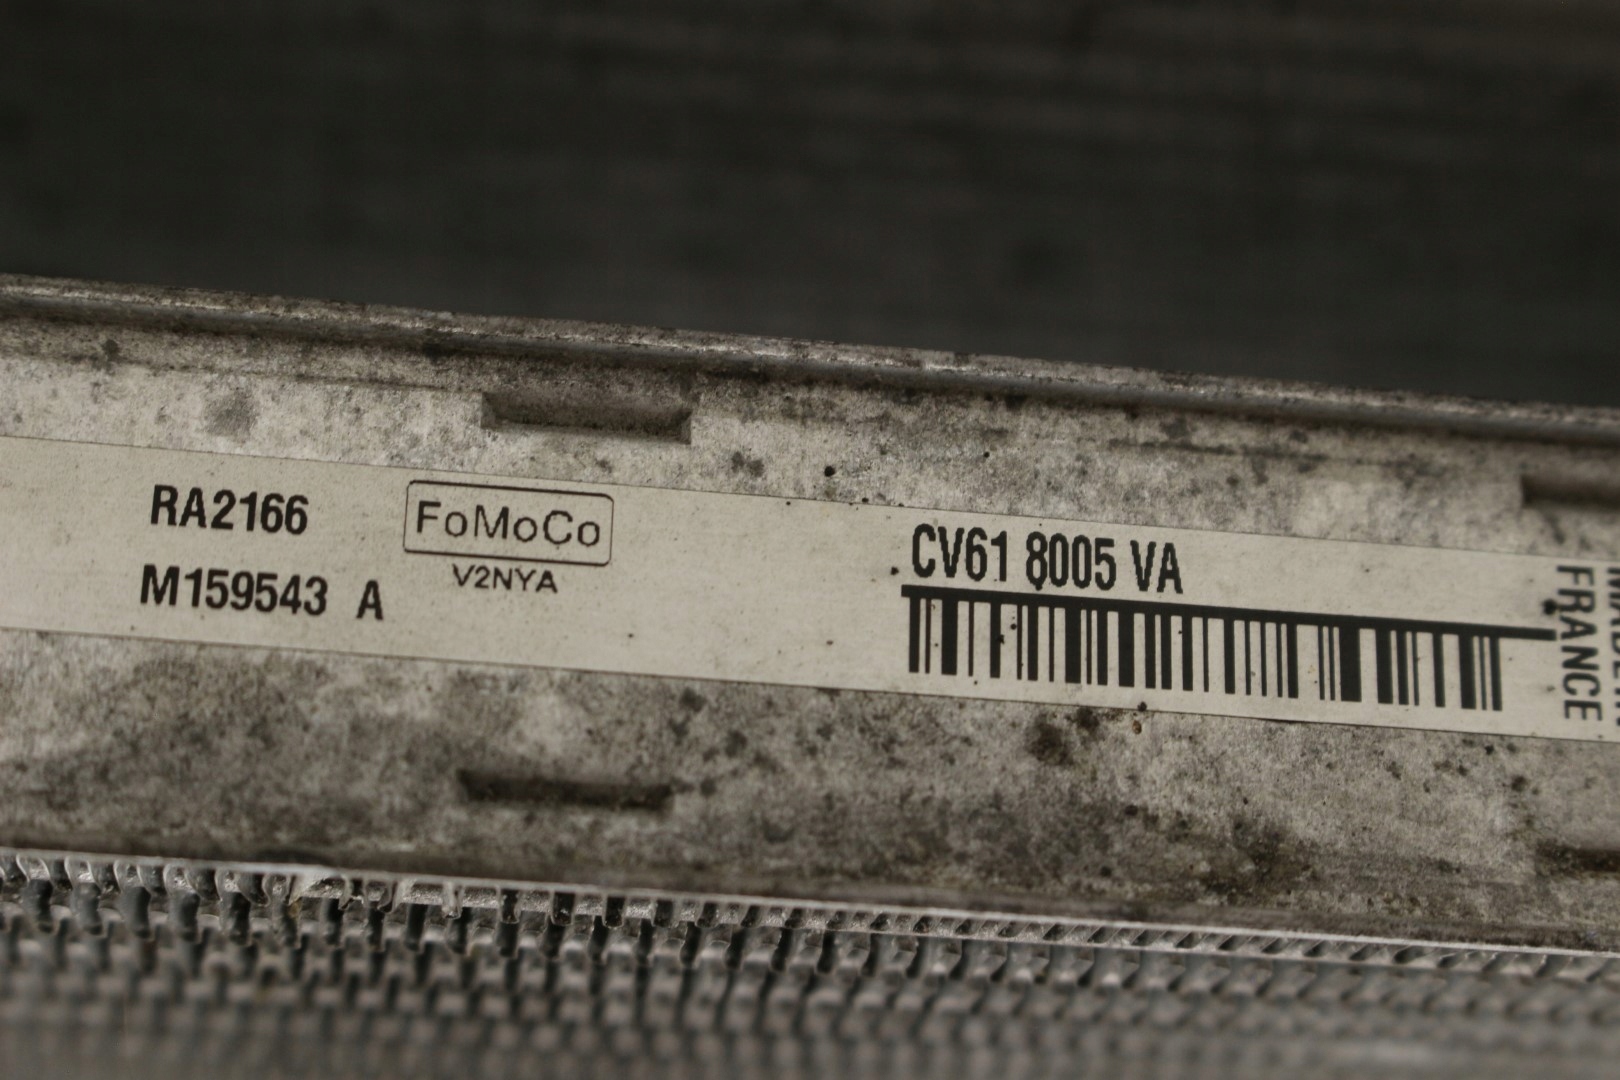 RA2166
M159543 A
FoMoCo
V2NYA
CV61 8005 VA
FRANCE